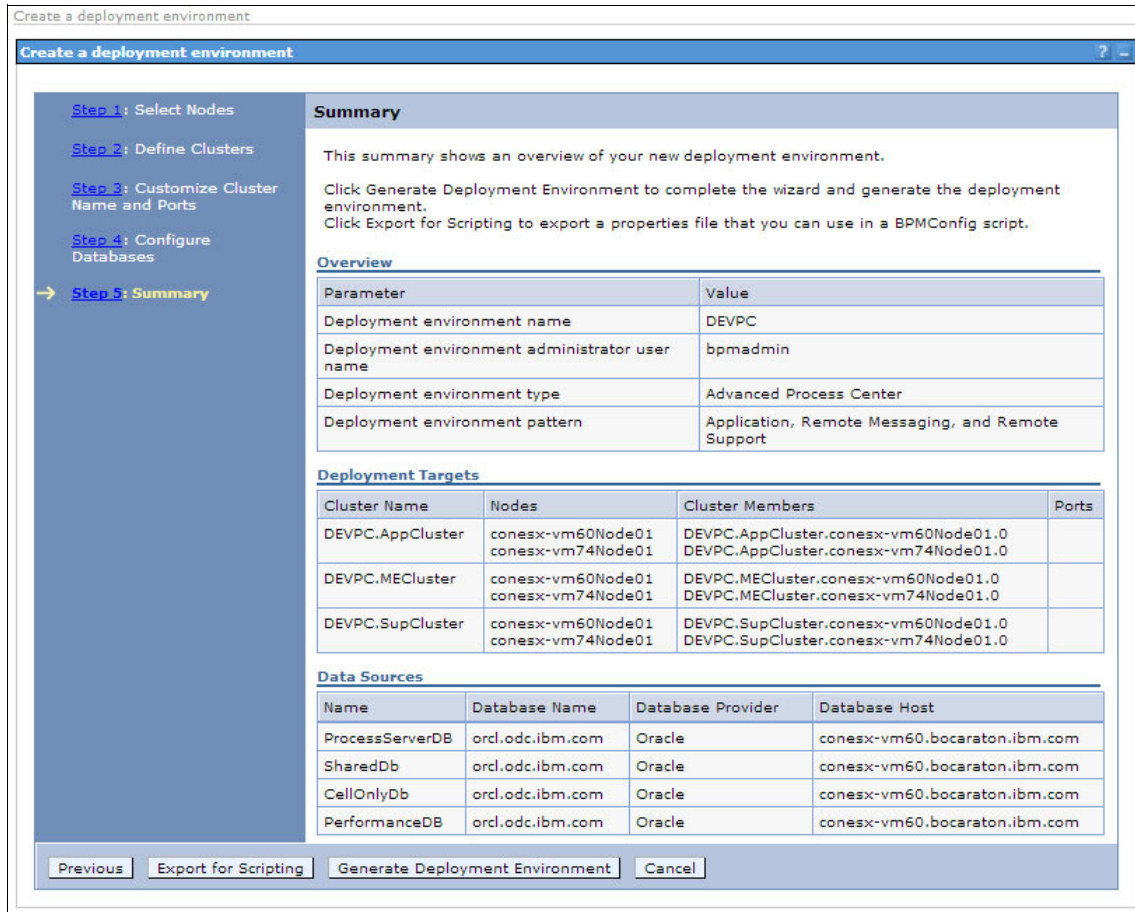 Create a deployment environment
Create a deployment environment
? –
Step 1: Select Nodes
Step 2: Define Clusters
Step 3: Customize Cluster
Name and Ports
Step 4: Configure
Databases
Step 5: Summary
Summary
This summary shows an overview of your new deployment environment.
Click Generate Deployment Environment to complete the wizard and generate the deployment
environment.
Click Export for Scripting to export a properties file that you can use in a BPMConfig script.
Overview
Parameter Value
Deployment environment name DEVPC
Deployment environment administrator user
name
bpmadmin
Deployment environment type Advanced Process Center
Deployment environment pattern Application, Remote Messaging, and Remote
Support
Deployment Targets
Cluster Name Nodes Cluster Members Ports
DEVPC.AppCluster conesx-vm60Node01 DEVPC.AppCluster.conesx-vm60Node01.0
conesx-vm74Node01 DEVPC.AppCluster.conesx-vm74Node01.0
DEVPC.MECluster conesx-vm60Node01 DEVPC.MECluster.conesx-vm60Node01.0
conesx-vm74Node01 DEVPC.MECluster.conesx-vm74Node01.0
DEVPC.SupCluster conesx-vm60Node01 DEVPC.SupCluster.conesx-vm60Node01.0
conesx-vm74Node01 DEVPC.SupCluster.conesx-vm74Node01.0
Data Sources
Name Database Name Database Provider Database Host
ProcessServerDB orcl.odc.ibm.com Oracle conesx-vm60.bocaraton.ibm.com
SharedDb orcl.odc.ibm.com Oracle conesx-vm60.bocaraton.ibm.com
CellOnlyDb orcl.odc.ibm.com Oracle conesx-vm60.bocaraton.ibm.com
PerformanceDB orcl.odc.ibm.com Oracle conesx-vm60.bocaraton.ibm.com
Previous Export for Scripting Generate Deployment Environment Cancel